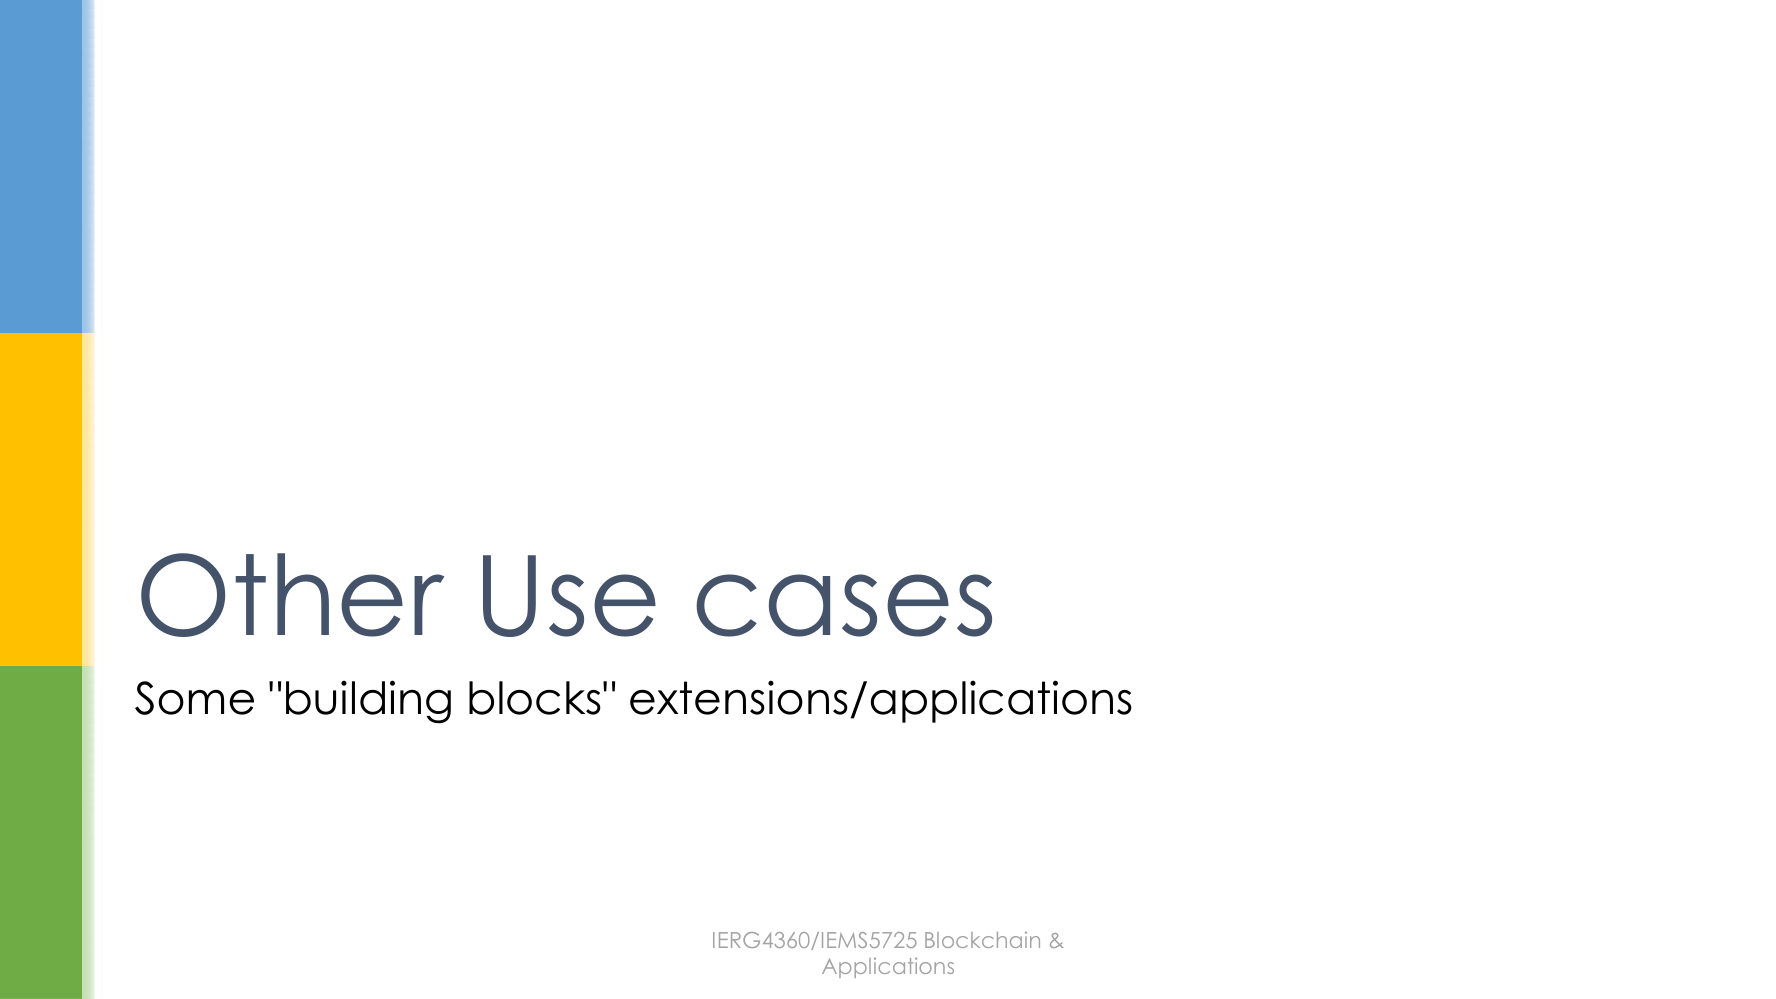 Other Use cases
Some "building blocks" extensions/applications
IERG4360/IEMS5725 Blockchain &
Applications